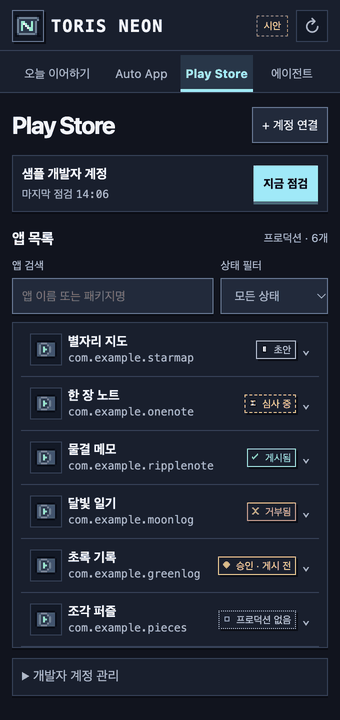 TORIS NEON
시안
오늘 이어하기
Auto App
Play Store
에이전트
Play Store
+ 계정 연결
샘플 개발자 계정
마지막 점검 14:06
지금 점검
앱 목록
프로덕션 · 6개
앱 검색
상태 필터
앱 이름 또는 패키지명
모든 상태
별자리 지도
com.example.starmap
초안
한 장 노트
com.example.onenote
심사 중
물결 메모
com.example.ripplenote
게시됨
달빛 일기
com.example.moonlog
거부됨
초록 기록
com.example.greenlog
승인 · 게시 전
조각 퍼즐
com.example.pieces
프로덕션 없음
개발자 계정 관리